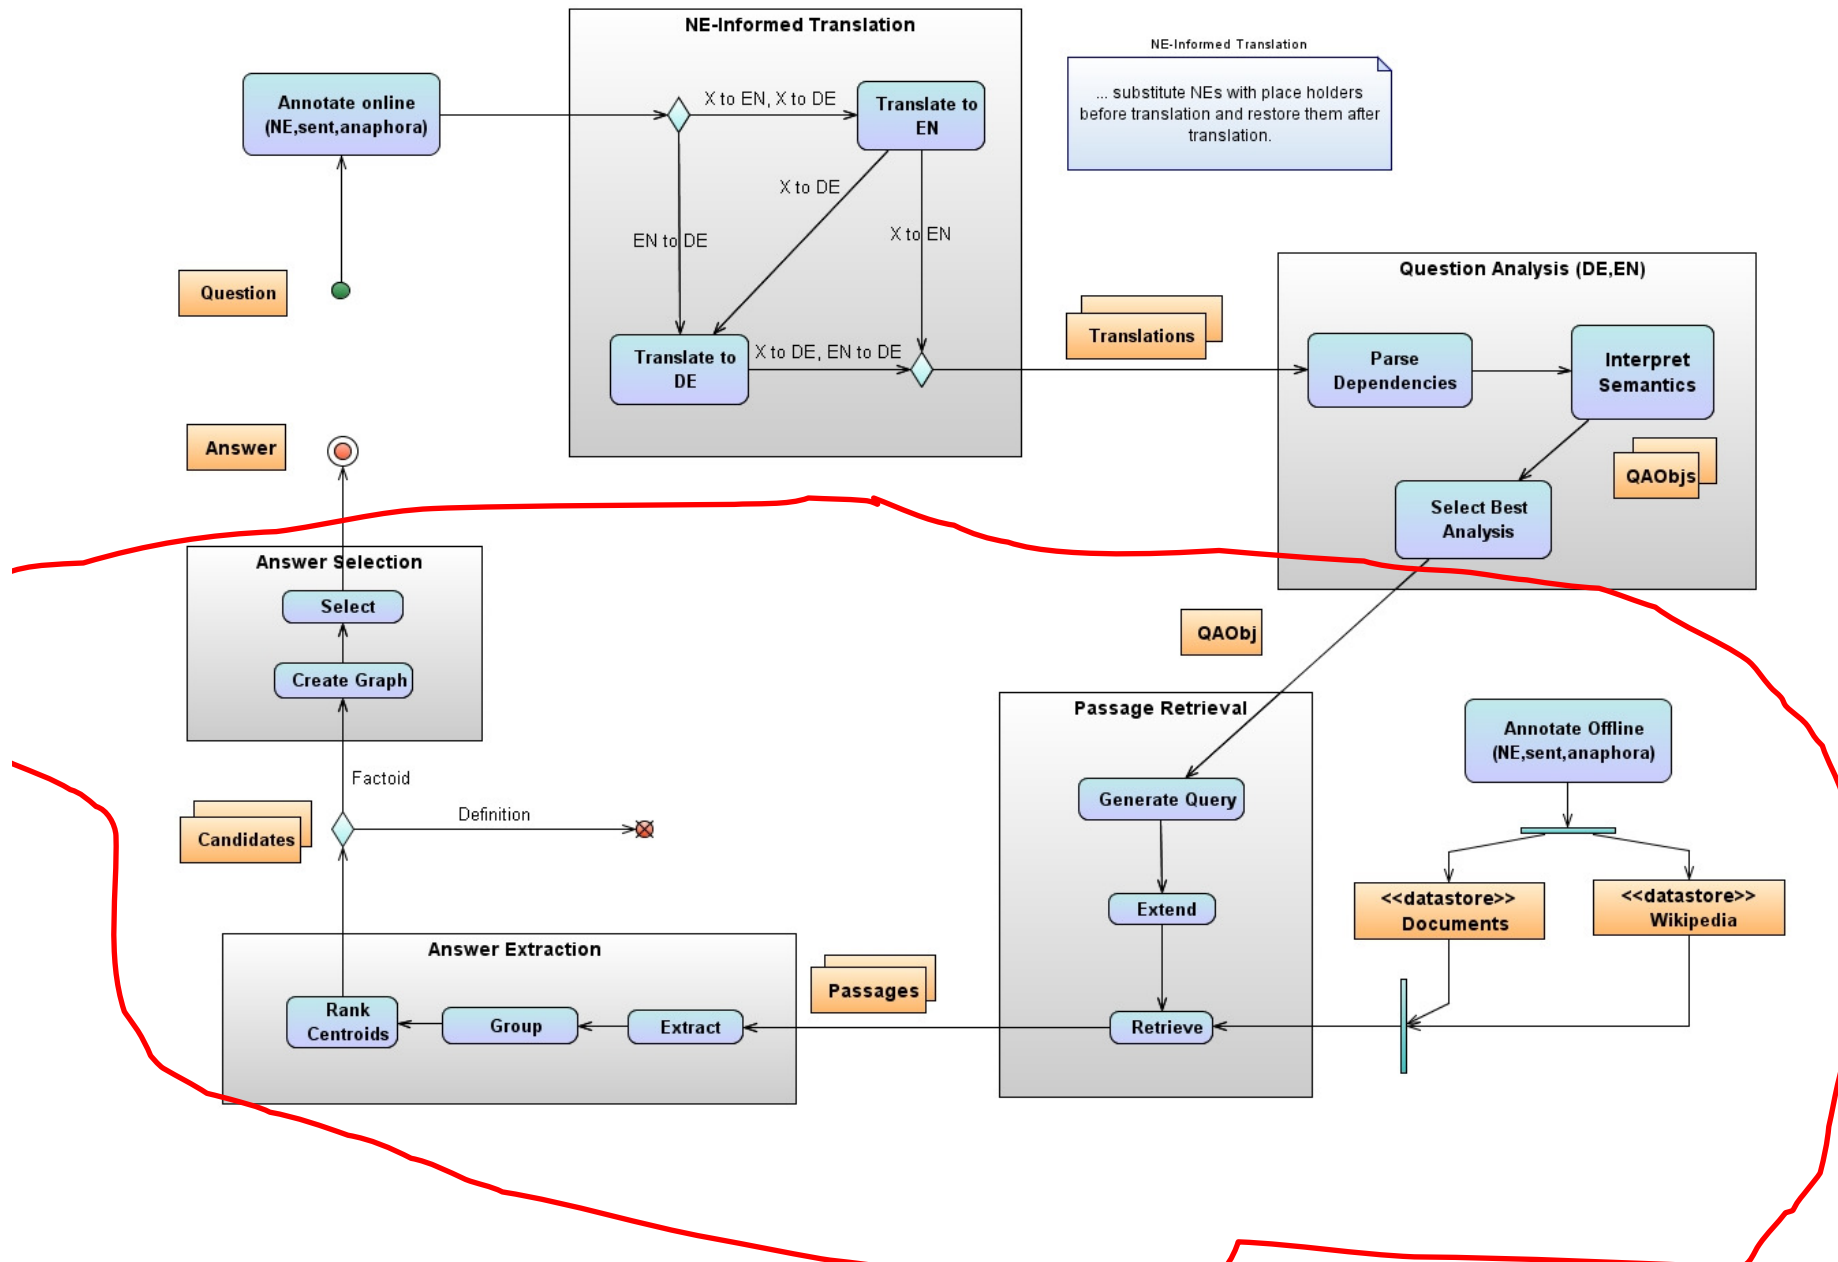 NE-Informed Translation
Annotate online
(NE,sent,anaphora)
X to EN, X to DE
Translate to
EN
X to DE
X to EN
EN to DE
Translate to
DE
X to DE, EN to DE
NE-Informed Translation
... substitute NEs with place holders
before translation and restore them after
translation.
Question
Translations
Question Analysis (DE,EN)
Parse
Dependencies
Interpret
Semantics
QAObjs
Select Best
Analysis
Answer
Answer Selection
Select
Create Graph
Factoid
Definition
Candidates
QAObj
Passage Retrieval
Generate Query
Extend
Retrieve
Annotate Offline
(NE,sent,anaphora)
<<datastore>>
Documents
<<datastore>>
Wikipedia
Answer Extraction
Rank
Centroids
Group
Extract
Passages